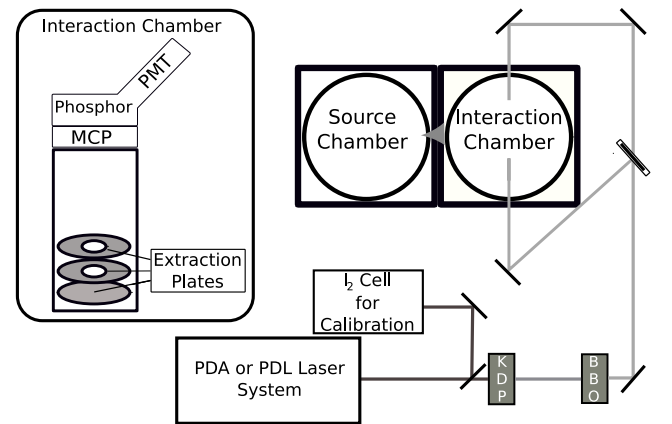 Interaction Chamber
PMT
Phosphor
MCP
Extraction
Plates
Source
Chamber
Interaction
Chamber
I2 Cell
for
Calibration
PDA or PDL Laser
System
K
D
P
B
B
O